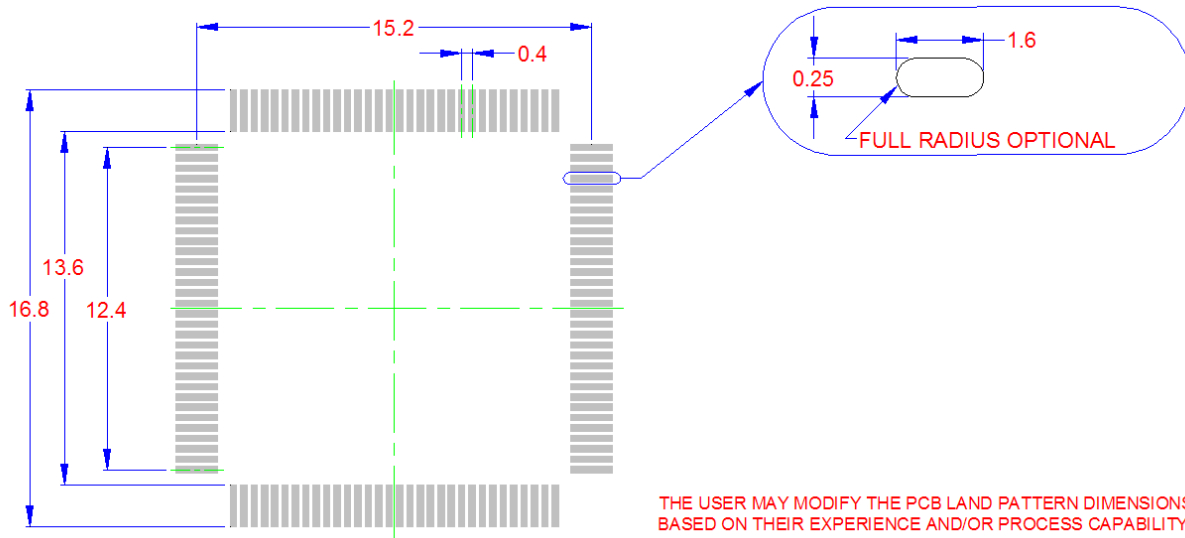 15.2
0.4
1.6
0.25
FULL RADIUS OPTIONAL
13.6
16.8
12.4
THE USER MAY MODIFY THE PCB LAND PATTERN DIMENSIONS
BASED ON THEIR EXPERIENCE AND/OR PROCESS CAPABILITY